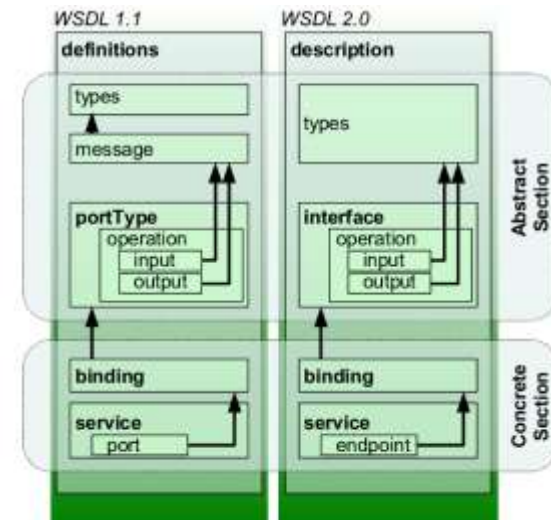 WSDL 1.1
definitions
types
message
portType
operation
input
output
binding
service
port
WSDL 2.0
description
types
interface
operation
input
output
binding
service
endpoint
Abstract
Section
Concrete
Section